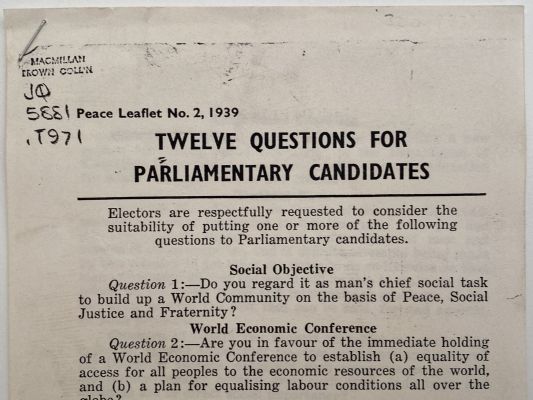 MACMILLAN
BROWN COLL'N
JQ
5881
.T971
Peace Leaflet No. 2, 1939
TWELVE QUESTIONS FOR
PARLIAMENTARY CANDIDATES
Electors are respectfully requested to consider the
suitability of putting one or more of the following
questions to Parliamentary candidates.
Social Objective
Question 1:—Do you regard it as man's chief social task
to build up a World Community on the basis of Peace, Social
Justice and Fraternity?
World Economic Conference
Question 2:—Are you in favour of the immediate holding
of a World Economic Conference to establish (a) equality of
access for all peoples to the economic resources of the world,
and (b) a plan for equalising labour conditions all over the
globe?